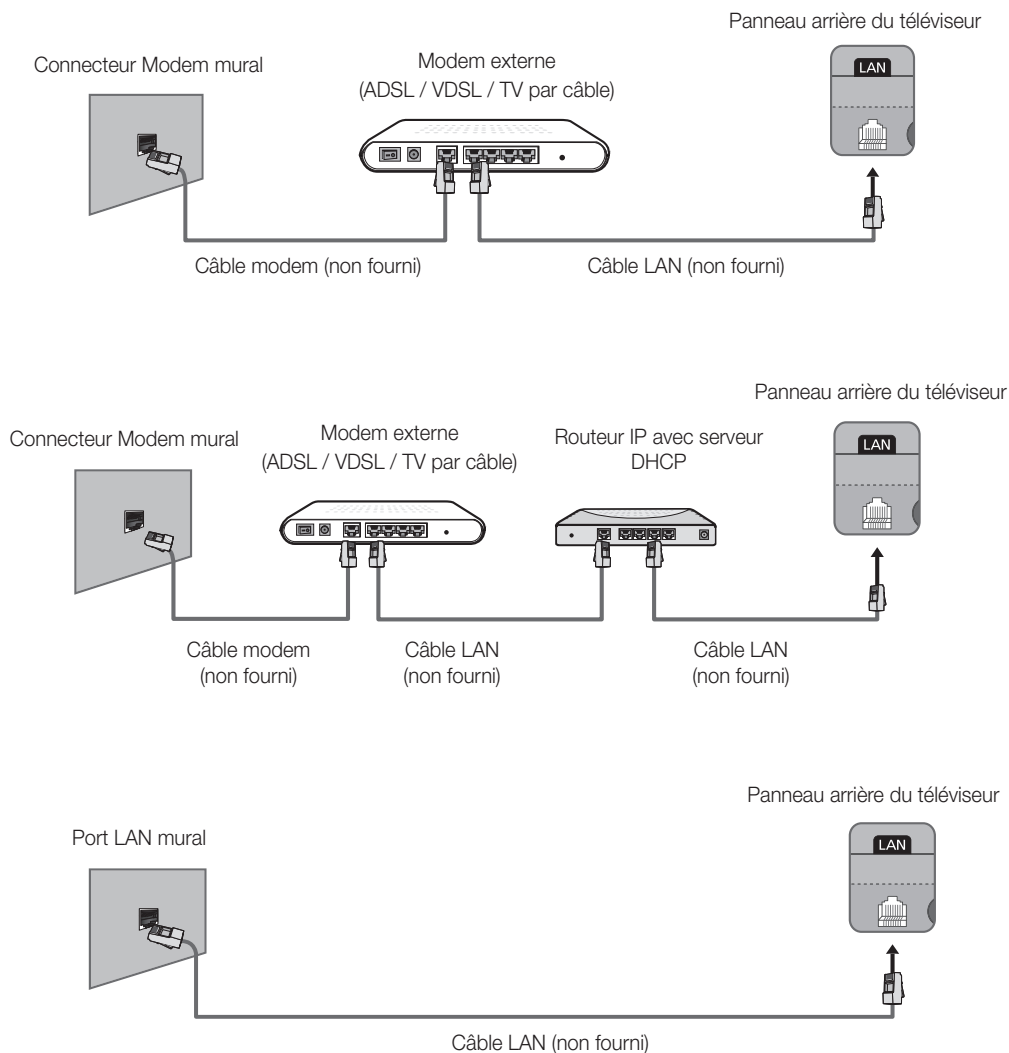 Panneau arrière du téléviseur
Connecteur Modem mural
Modem externe
(ADSL / VDSL / TV par câble)
LAN
Câble modem (non fourni)
Câble LAN (non fourni)
Panneau arrière du téléviseur
Connecteur Modem mural
Modem externe
(ADSL / VDSL / TV par câble)
Routeur IP avec serveur
DHCP
LAN
Câble modem
(non fourni)
Câble LAN
(non fourni)
Câble LAN
(non fourni)
Panneau arrière du téléviseur
Port LAN mural
LAN
Câble LAN (non fourni)